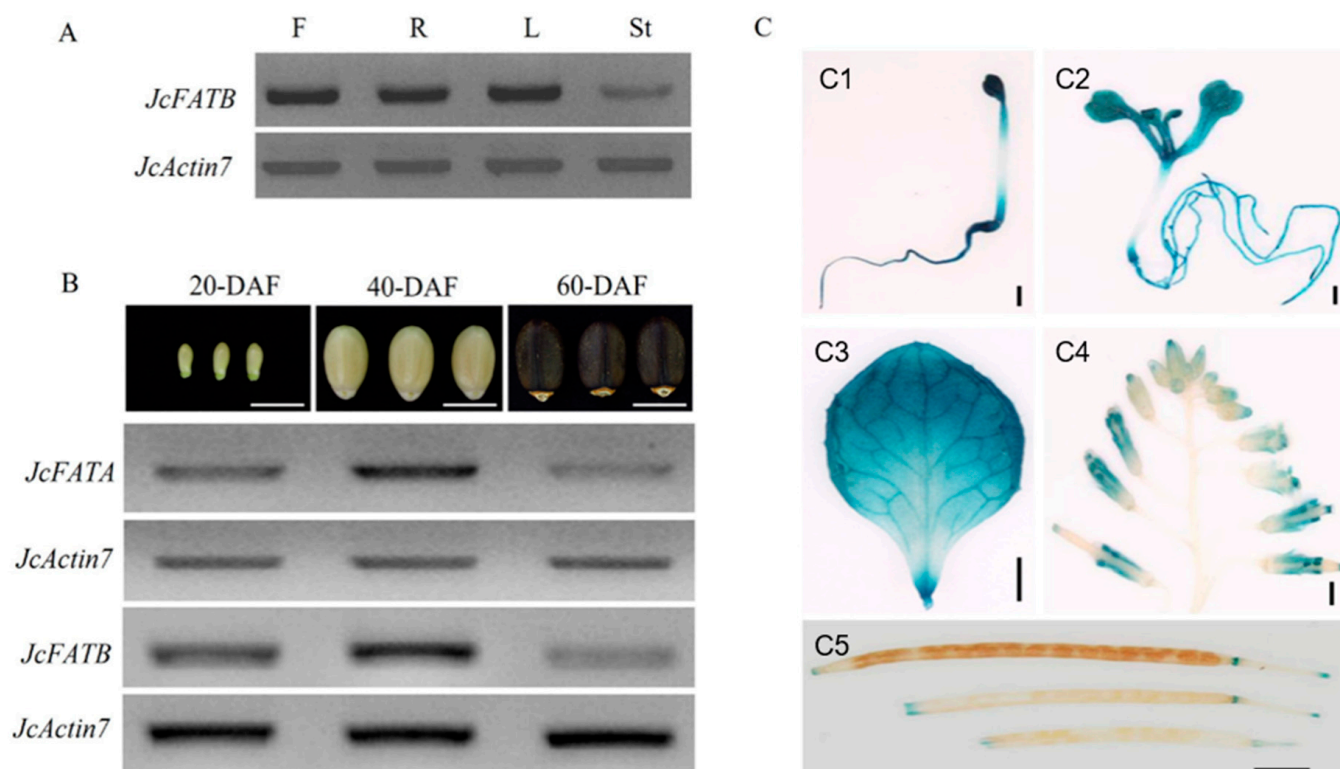 A
F R L St
JcFATB
JcActin7
B
20-DAF 40-DAF 60-DAF
JcFATA
JcActin7
JcFATB
JcActin7
C
C1 C2
C3 C4
C5